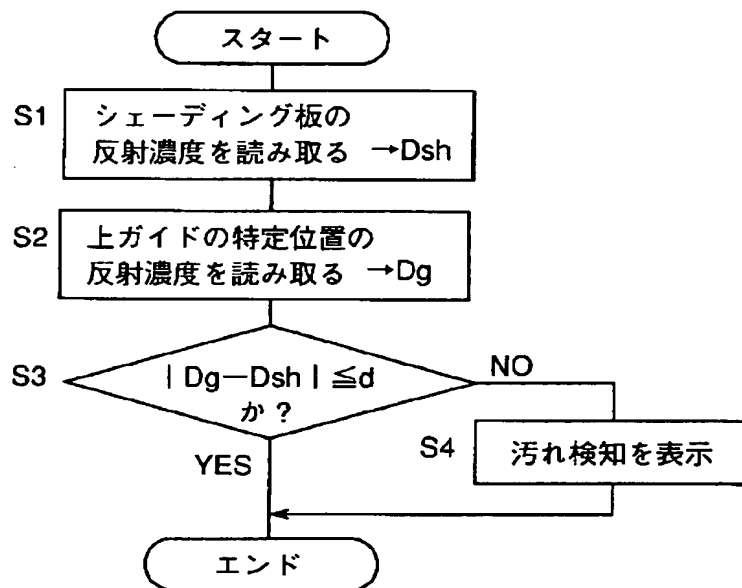 スタート
S1
シェーディング板の
反射濃度を読み取る →Dsh
S2
上ガイドの特定位置の
反射濃度を読み取る →Dg
S3
| Dg－Dsh | ≦d
か？
NO
YES
S4
汚れ検知を表示
エンド